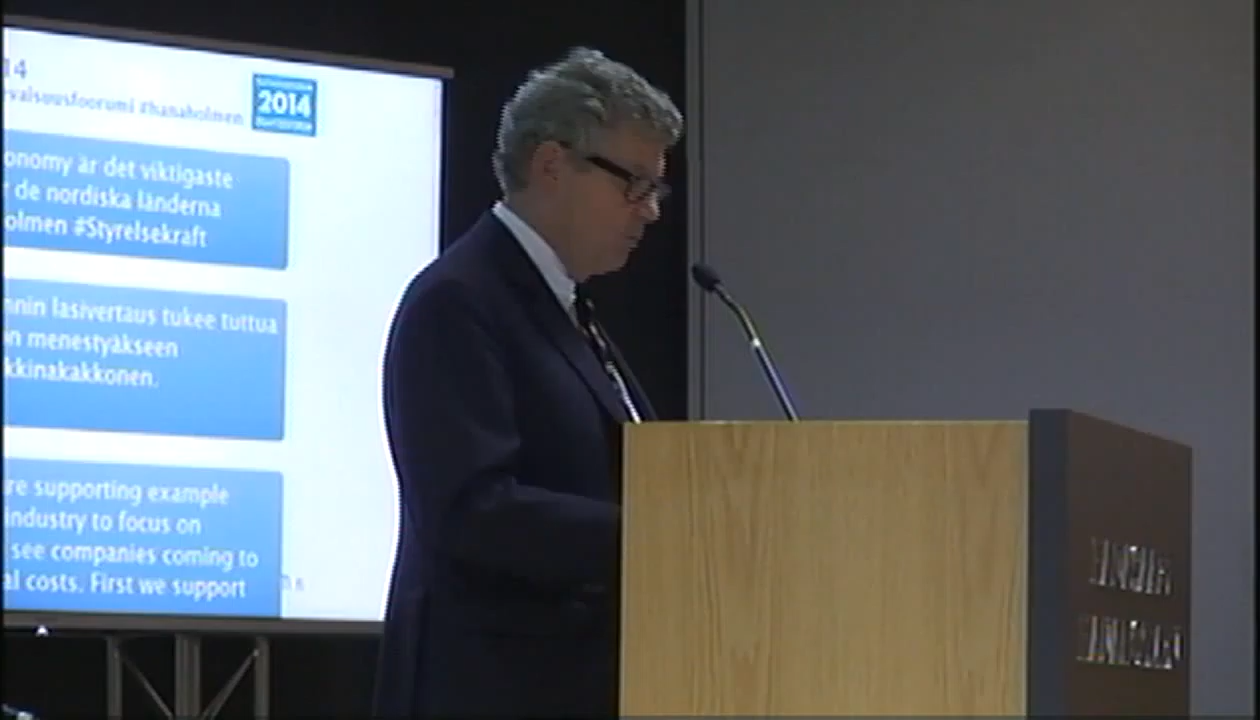 14
valsuusfoorumi #hanaholmen
2014
onomy är det viktigaste
de nordiska länderna
olmen #Styrelsekraft
nnin lasivertaus tukee tuttua
menestyäkseen
kkinakakkonen.
re supporting example
industry to focus on
see companies coming to
al costs. First we support